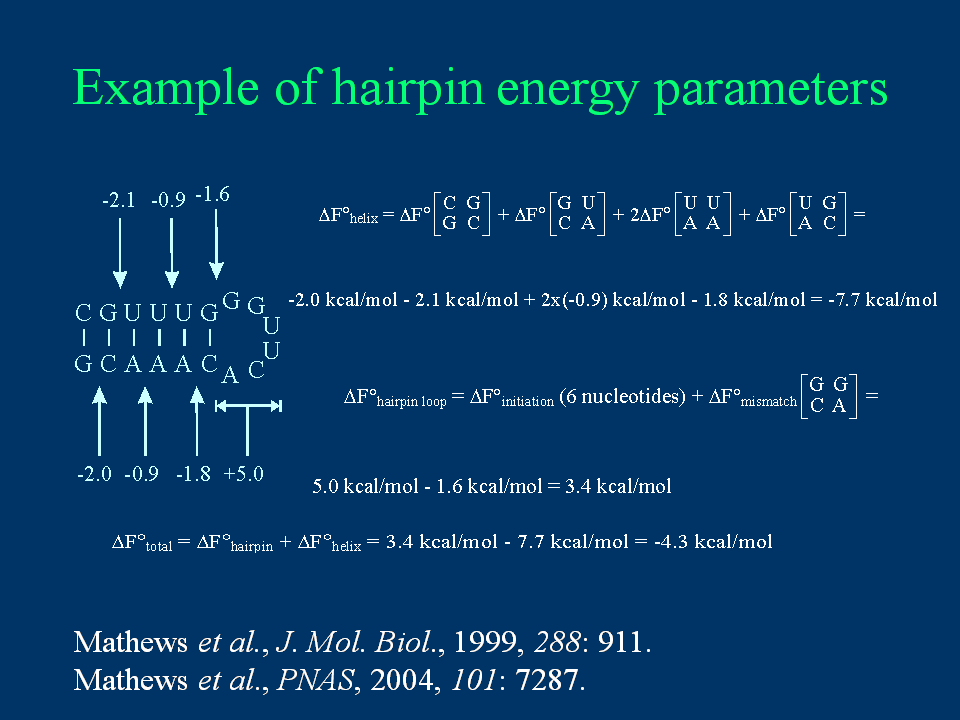 Example of hairpin energy parameters
-2.1 -0.9 -1.6
ΔF°helix = ΔF°[C G G C] + ΔF°[G U C A] + 2ΔF°[U U A A] + ΔF°[U G A C] =
-2.0 kcal/mol - 2.1 kcal/mol + 2x(-0.9) kcal/mol - 1.8 kcal/mol = -7.7 kcal/mol
C G U U U G G G U
G C A A A C A C U
ΔF°hairpin loop = ΔF°initiation (6 nucleotides) + ΔF°mismatch[G G C A] =
-2.0 -0.9 -1.8 +5.0
5.0 kcal/mol - 1.6 kcal/mol = 3.4 kcal/mol
ΔF°total = ΔF°hairpin + ΔF°helix = 3.4 kcal/mol - 7.7 kcal/mol = -4.3 kcal/mol
Mathews et al., J. Mol. Biol., 1999, 288: 911.
Mathews et al., PNAS, 2004, 101: 7287.